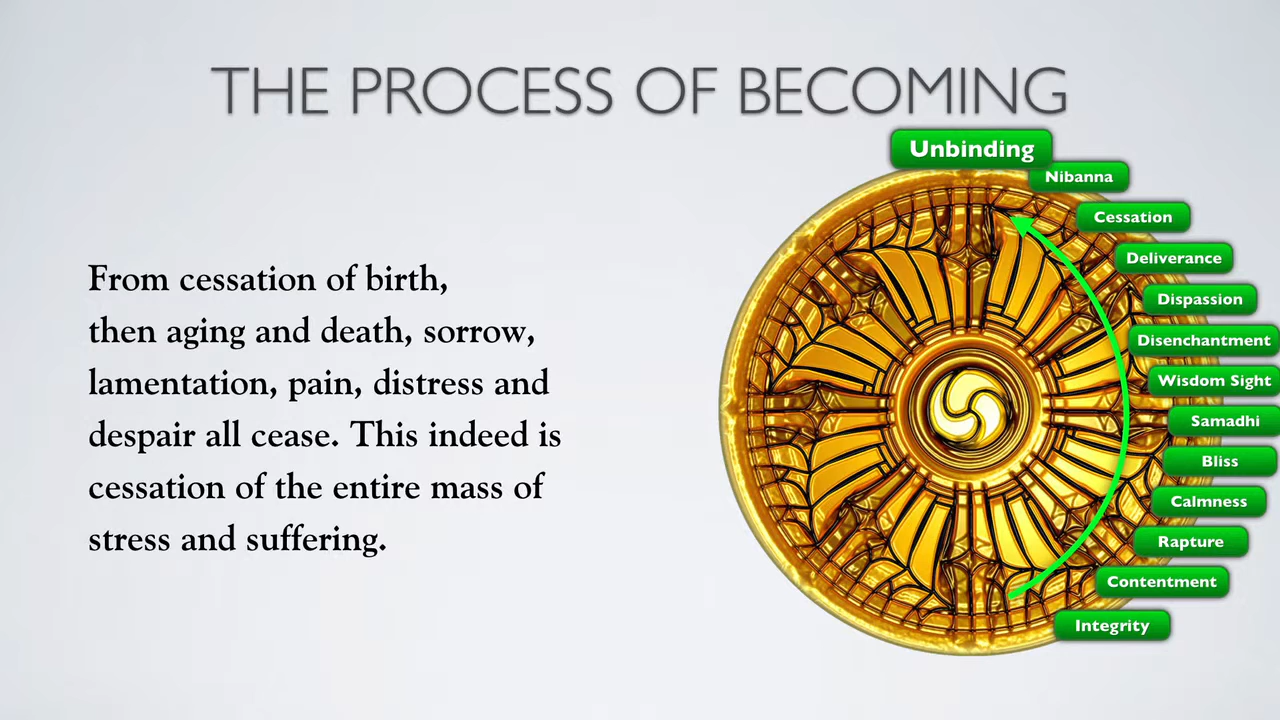 THE PROCESS OF BECOMING
From cessation of birth,
then aging and death, sorrow,
lamentation, pain, distress and
despair all cease. This indeed is
cessation of the entire mass of
stress and suffering.
Unbinding
Nibanna
Cessation
Deliverance
Dispassion
Disenchantment
Wisdom Sight
Samadhi
Bliss
Calmness
Rapture
Contentment
Integrity